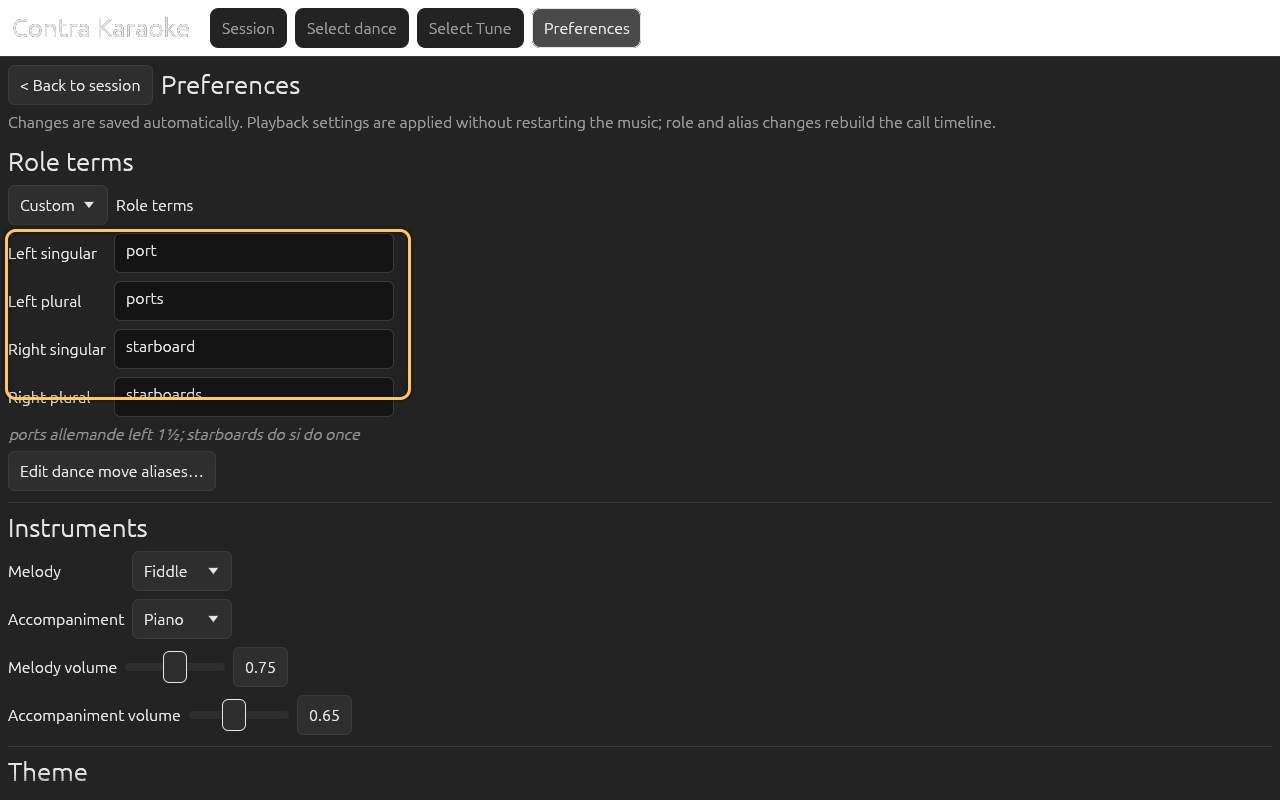 Contra Karaoke Session Select dance Select Tune Preferences
< Back to session Preferences
Changes are saved automatically. Playback settings are applied without restarting the music; role and alias changes rebuild the call timeline.
Role terms
Custom Role terms
Left singular port
Left plural ports
Right singular starboard
Right plural starboards
ports allemande left 1½; starboards do si do once
Edit dance move aliases...
Instruments
Melody Fiddle
Accompaniment Piano
Melody volume 0.75
Accompaniment volume 0.65
Theme